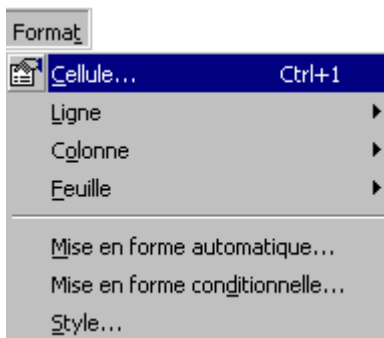 Format
Cellule... Ctrl+1
Ligne
Colonne
Feuille
Mise en forme automatique...
Mise en forme conditionnelle...
Style...